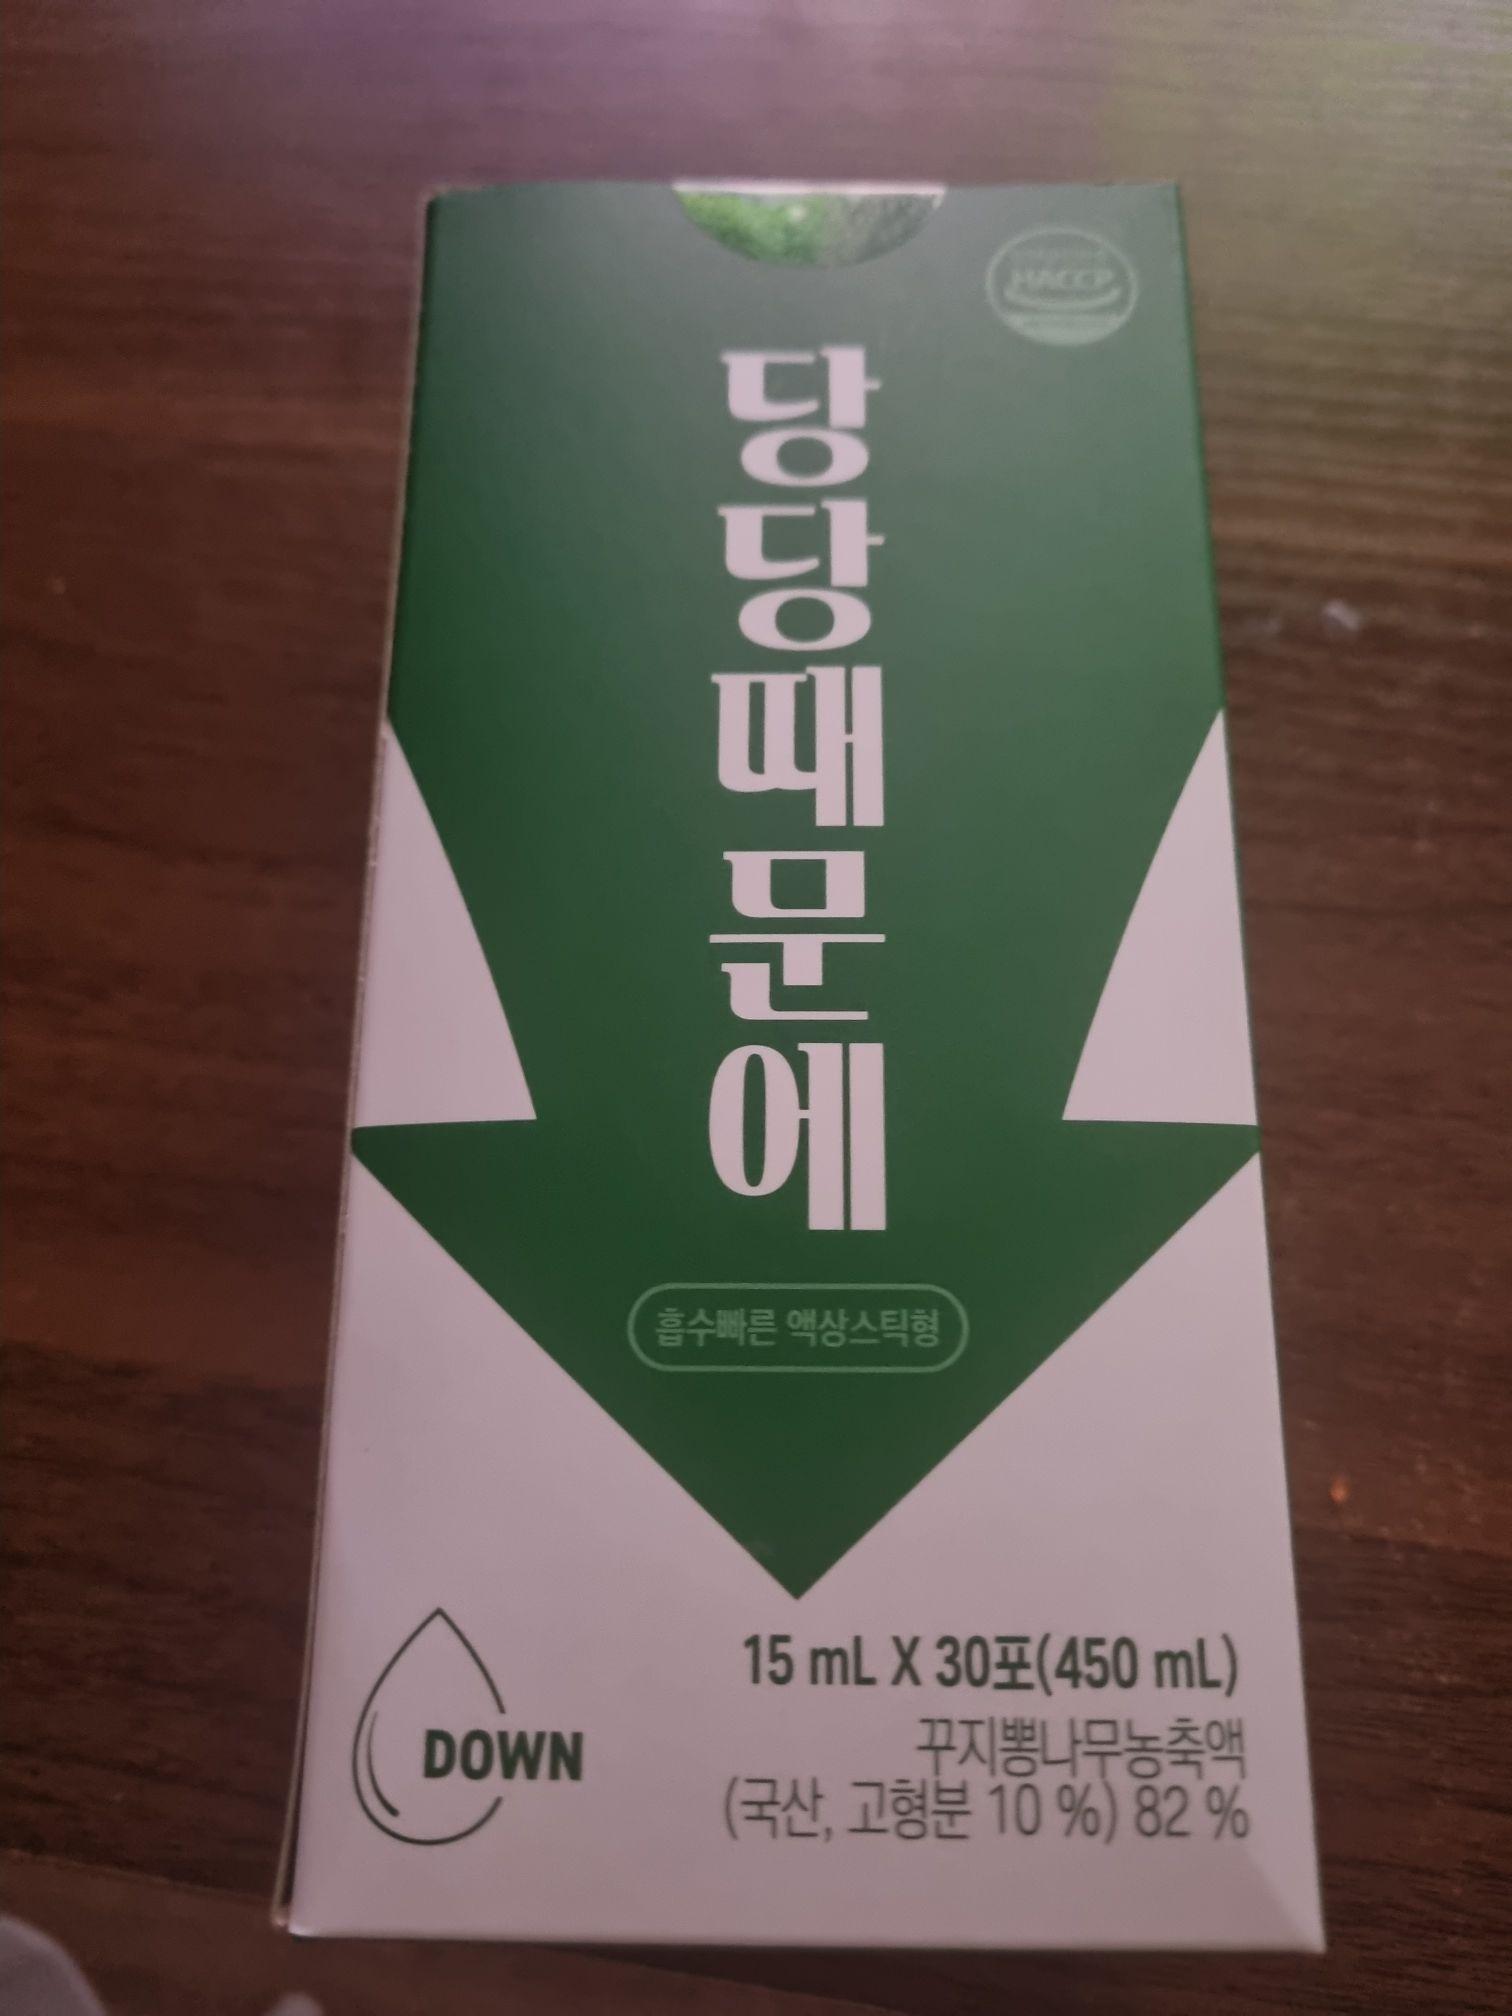 HACCP
당당때문에
흡수빠른 액상스틱형
15 mL X 30포(450 mL)
꾸지뽕나무농축액
(국산, 고형분 10 %) 82 %
DOWN